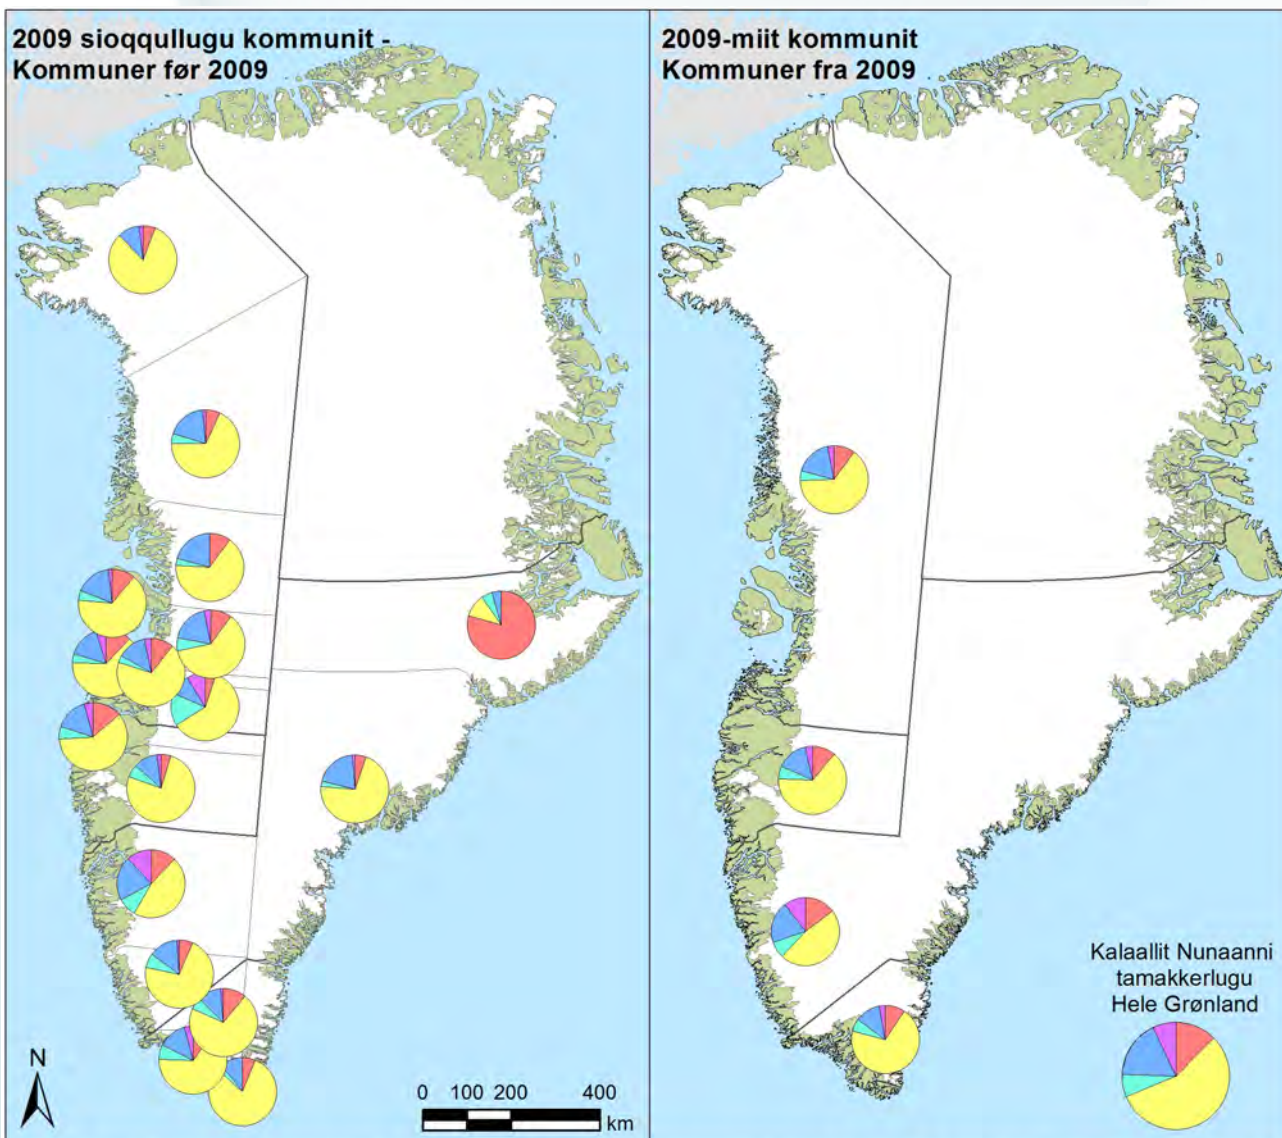 2009 sioqqullugu kommunit -
Kommuner før 2009
2009-miit kommunit
Kommuner fra 2009
Kalaallit Nunaanni
tamakkerlugu
Hele Grønland
N
0 100 200 400
km